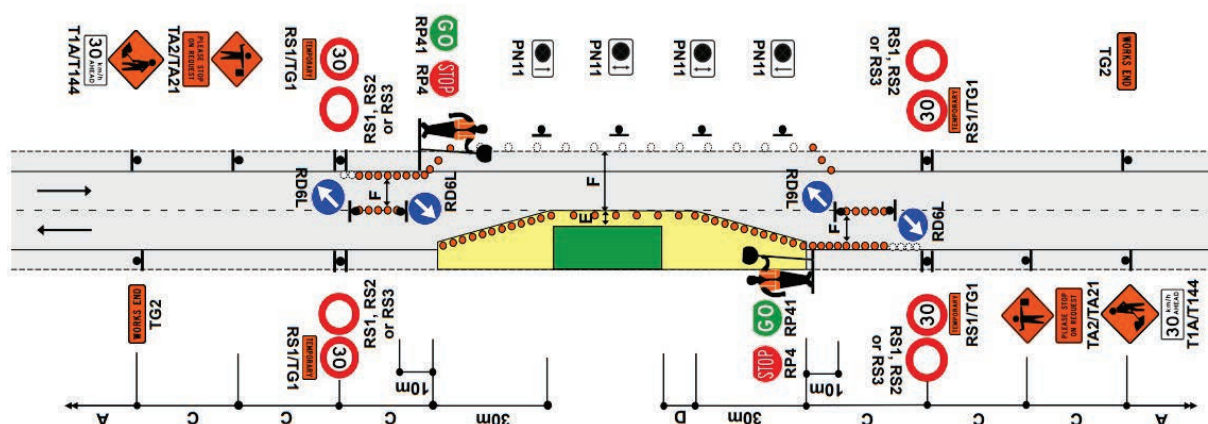 T1A/T144
30 km/h
AHEAD
TA2/TA21
PLEASE STOP
ON REQUEST
RS1/TG1
TEMPORARY
30
RS1, RS2
or RS3
RP41
GO
RP4
STOP
PN11
PN11
PN11
PN11
RS1, RS2
or RS3
30
TEMPORARY
RS1/TG1
WORKS END
TG2
RD6L
F
RD6L
F
E
RD6L
F
RD6L
WORKS END
TG2
RS1, RS2
or RS3
RS1/TG1
TEMPORARY
30
GO
RP41
STOP
RP4
30
TEMPORARY
RS1/TG1
RS1, RS2
or RS3
PLEASE STOP
ON REQUEST
TA2/TA21
30 km/h
AHEAD
T1A/T144
10m
10m
A
C
C
C
30m
D
30m
C
C
C
A